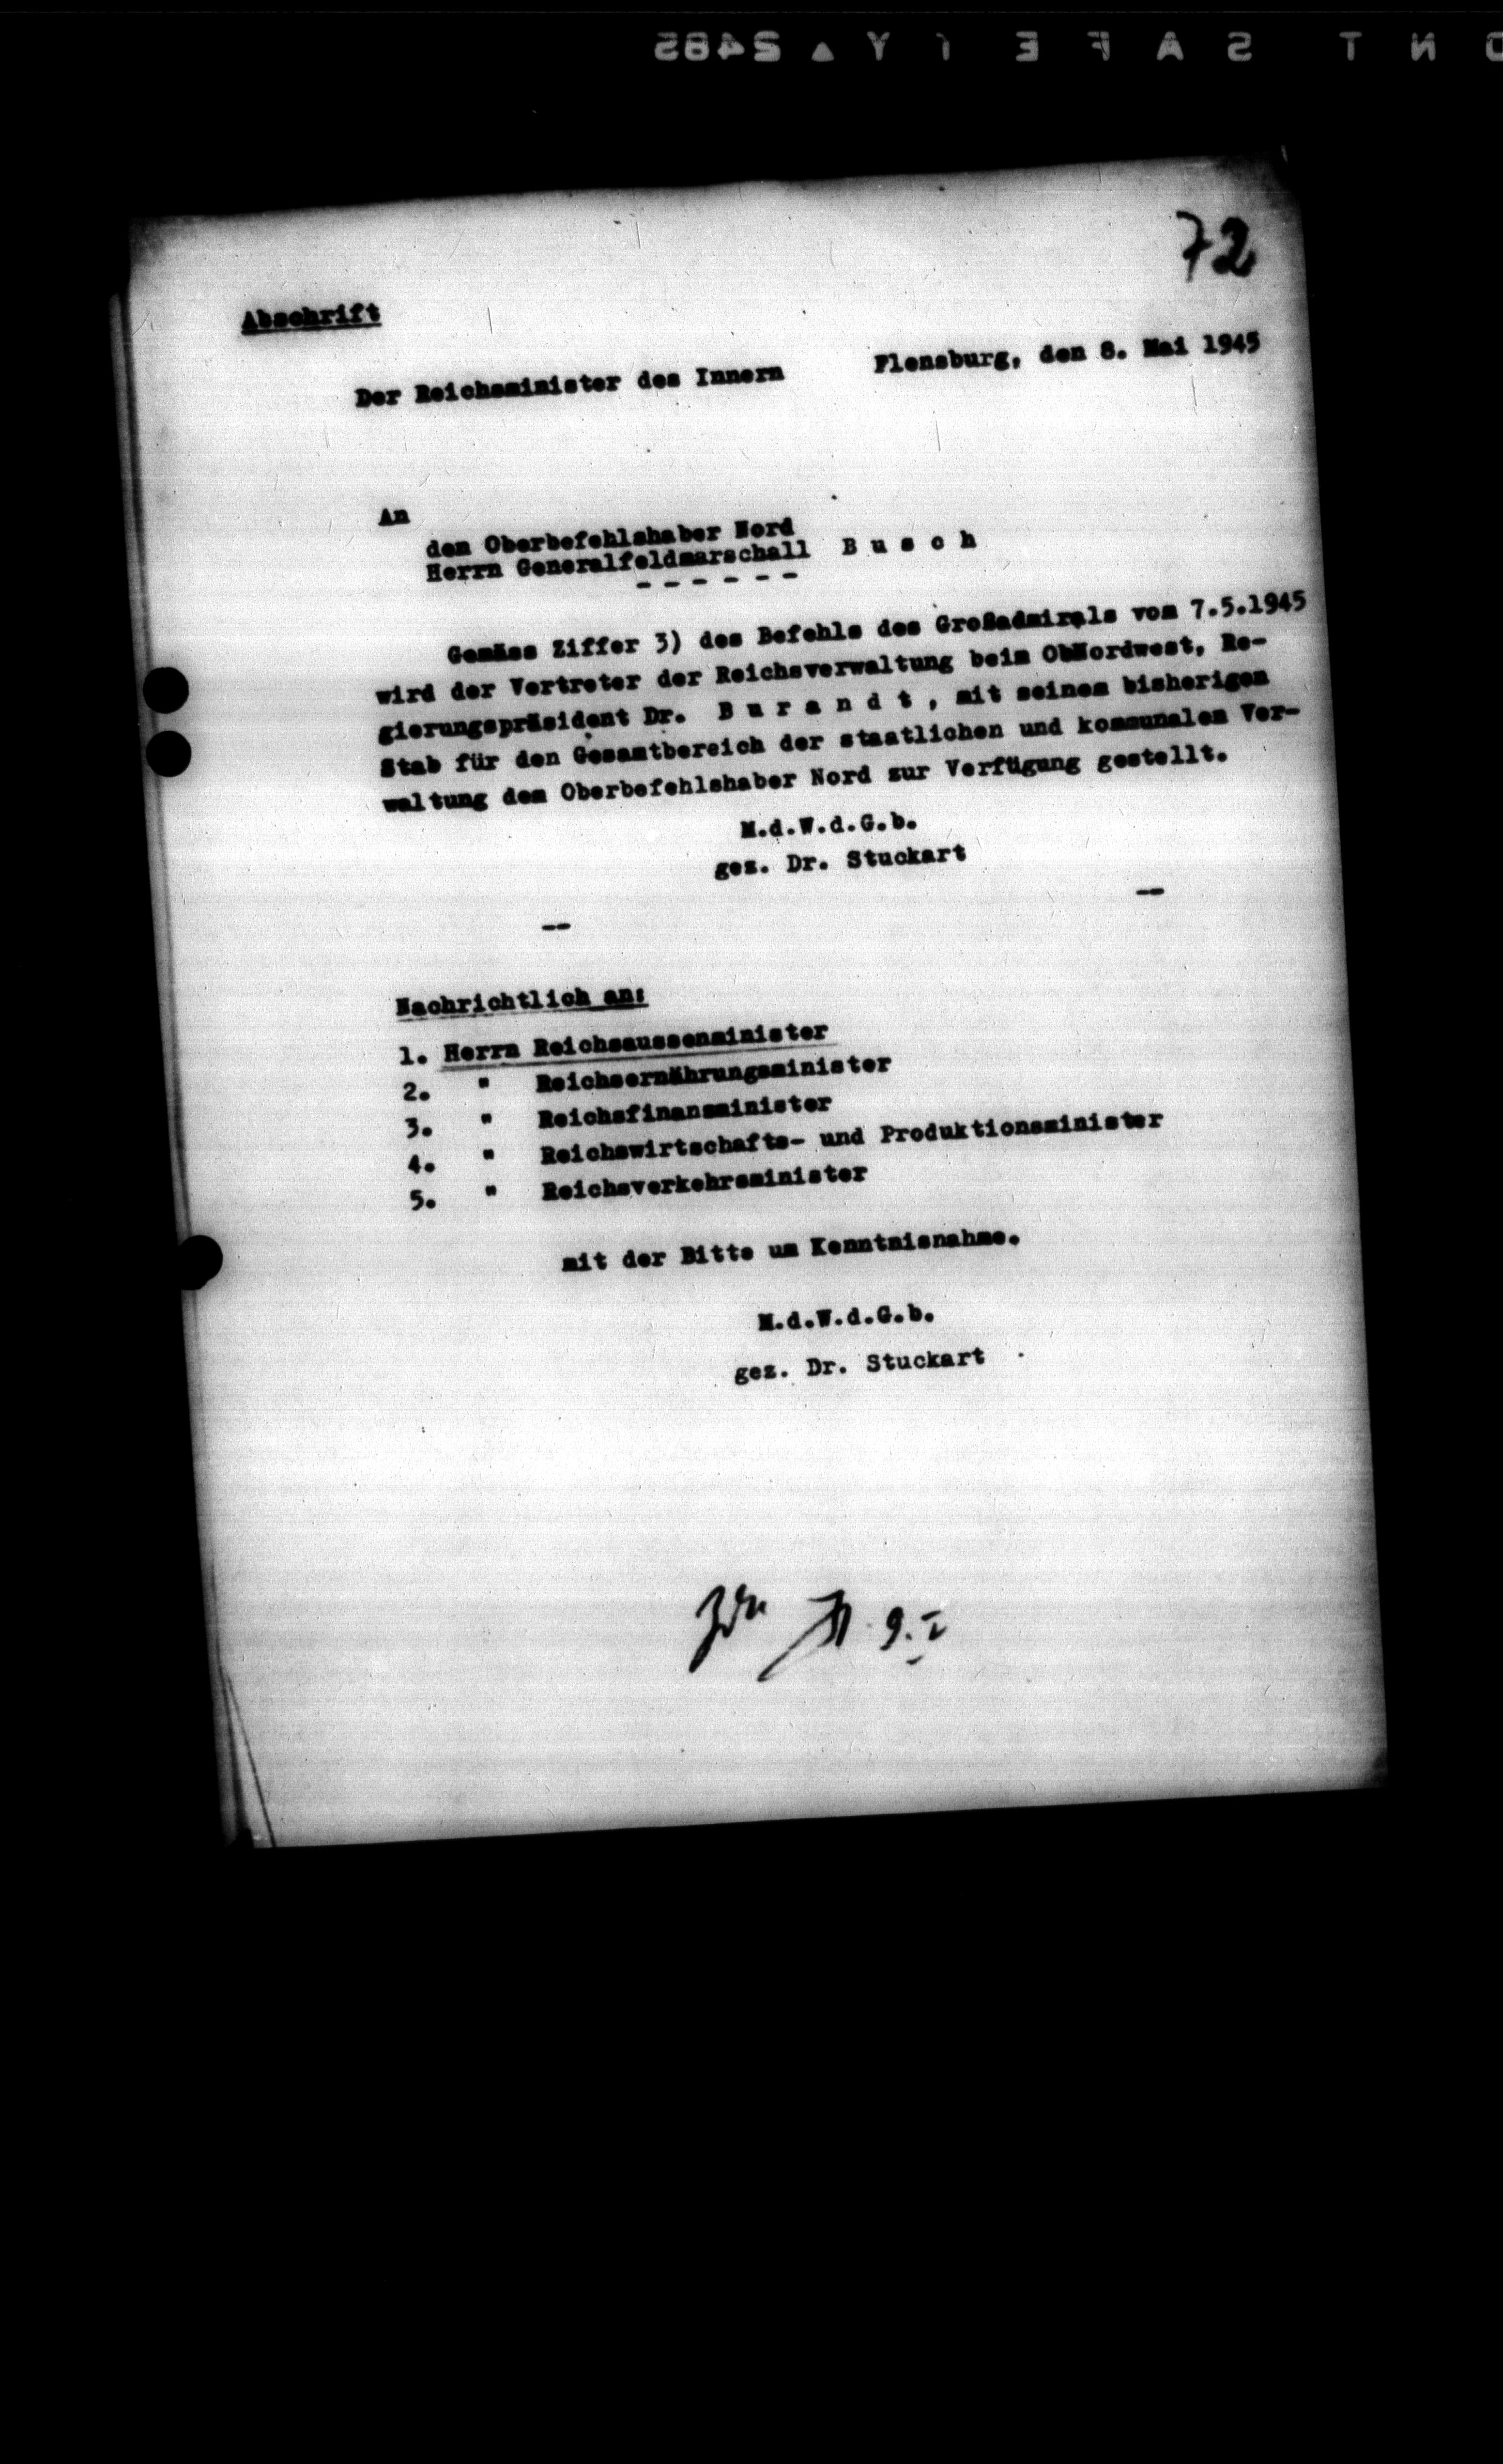 72
Abschrift
Der Reichsminister des Innern Flensburg, den 8. Mai 1945
An
den Oberbefehlshaber Nord
Herrn Generalfeldmarschall B u s c h
- - - - - -
Gemäss Ziffer 3) des Befehls des Großadmirals vom 7.5.1945
wird der Vertreter der Reichsverwaltung beim ObNordwest, Re-
gierungspräsident Dr. B u r a n d t , mit seinem bisherigen
Stab für den Gesamtbereich der staatlichen und kommunalen Ver-
waltung dem Oberbefehlshaber Nord zur Verfügung gestellt.
M.d.W.d.G.b.
gez. Dr. Stuckart
-- --
Nachrichtlich an:
1. Herrn Reichsaussenminister
2. " Reichsernährungsminister
3. " Reichsfinanzminister
4. " Reichswirtschafts- und Produktionsminister
5. " Reichsverkehrsminister
mit der Bitte um Kenntnisnahme.
M.d.W.d.G.b.
gez. Dr. Stuckart
9.V